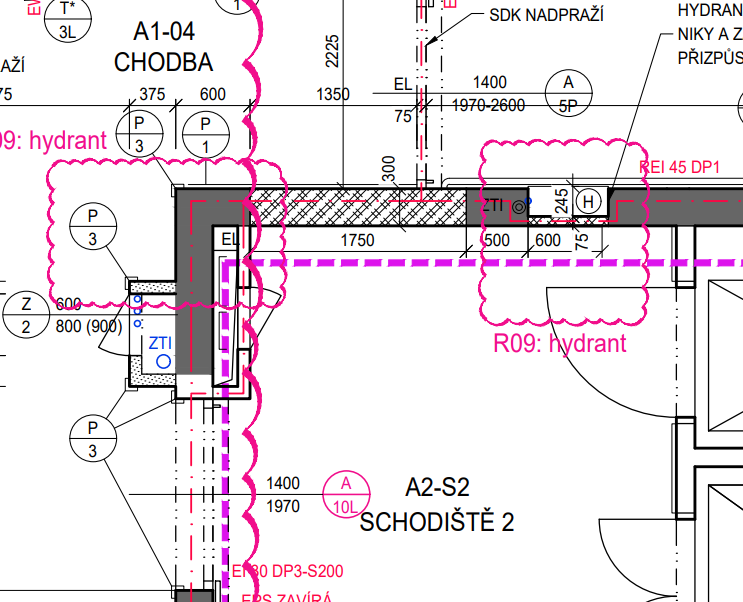 T*
3L
1
A1-04
CHODBA
SDK NADPRAŽÍ
HYDRAN
NIKY A Z
PŘIZPŮS
AŽÍ
2225
75
375
600
1350
EL
1400
A
75
1970-2600
5P
P
3
P
1
09: hydrant
300
REI 45 DP1
ZTI
245
H
P
3
EL
1750
500
600
75
Z
2
600
800 (900)
ZTI
R09: hydrant
P
3
1400
1970
A
10L
A2-S2
SCHODIŠTĚ 2
EI 30 DP3-S200
EPS ZAVÍRÁ